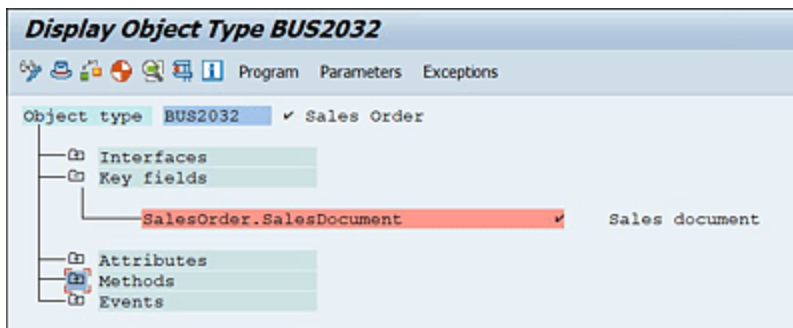 Display Object Type BUS2032
Program Parameters Exceptions
Object type BUS2032 ✔ Sales Order
Interfaces
Key fields
SalesOrder.SalesDocument ✔ Sales document
Attributes
Methods
Events